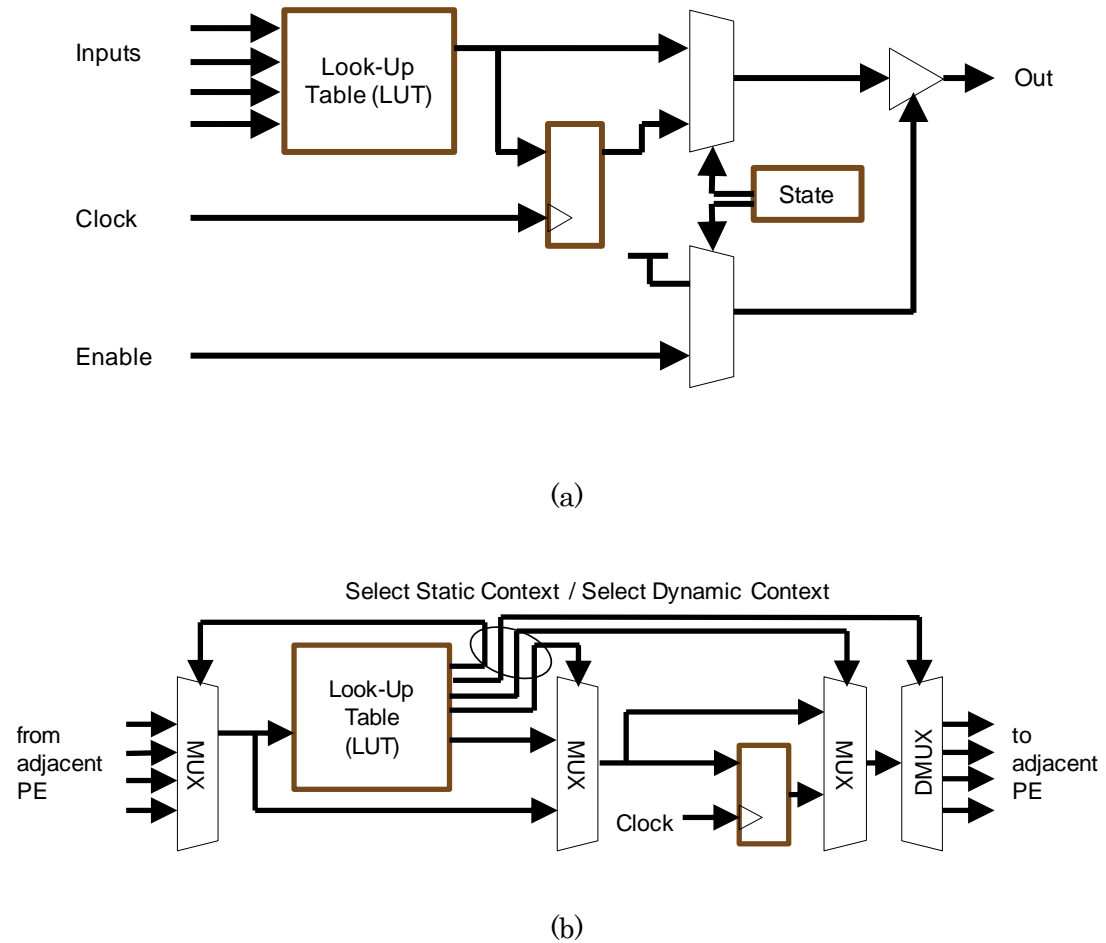 Inputs
Look-Up
Table (LUT)
Out
State
Clock
Enable
(a)
Select Static Context / Select Dynamic Context
from
adjacent
PE
MUX
Look-Up
Table
(LUT)
MUX
Clock
MUX
DMUX
to
adjacent
PE
(b)